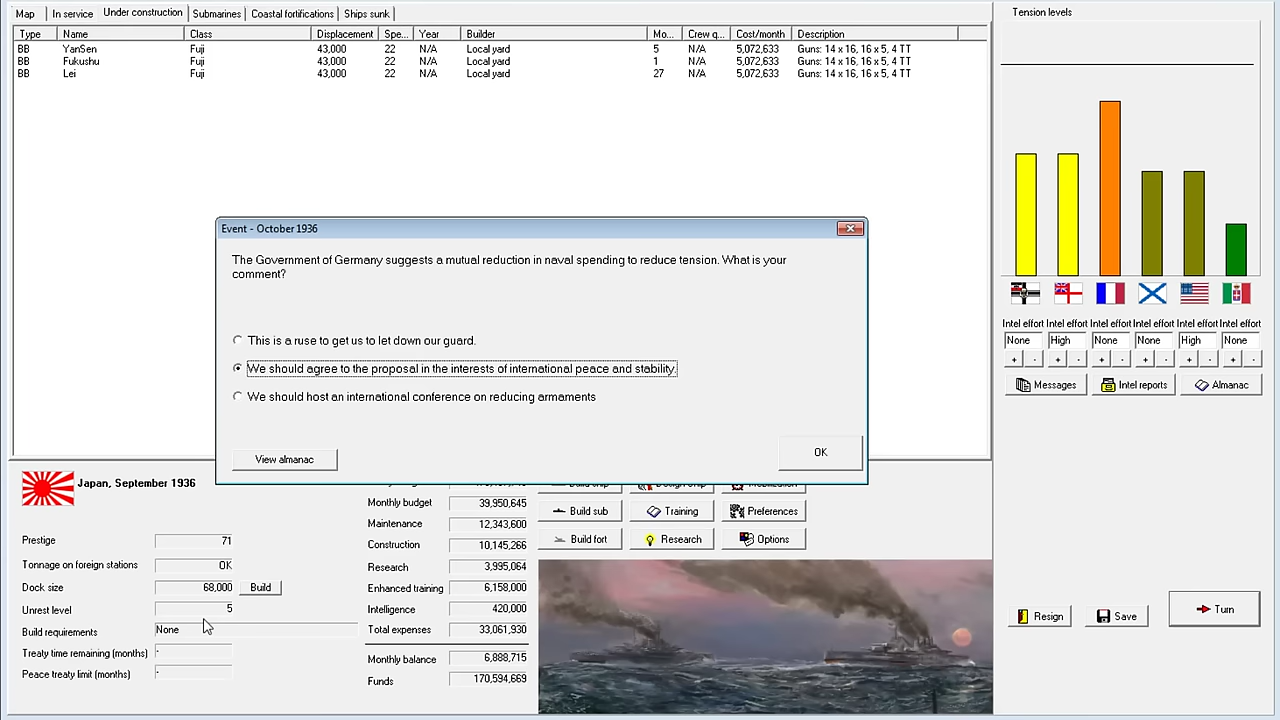 Map In service Under construction Submarines Coastal fortifications Ships sunk
Type Name Class Displacement Spe... Year Builder Mo... Crew q... Cost/month Description
BB YanSen Fuji 43,000 22 N/A Local yard 5 N/A 5,072,633 Guns: 14 x 16, 16 x 5, 4 TT
BB Fukushu Fuji 43,000 22 N/A Local yard 1 N/A 5,072,633 Guns: 14 x 16, 16 x 5, 4 TT
BB Lei Fuji 43,000 22 N/A Local yard 27 N/A 5,072,633 Guns: 14 x 16, 16 x 5, 4 TT
Tension levels
Intel effort Intel effort Intel effort Intel effort Intel effort Intel effort
None High None None High None
+ - + - + - + - + - + -
Messages Intel reports Almanac
Event - October 1936
The Government of Germany suggests a mutual reduction in naval spending to reduce tension. What is your
comment?
This is a ruse to get us to let down our guard.
We should agree to the proposal in the interests of international peace and stability.
We should host an international conference on reducing armaments
View almanac OK
Japan, September 1936
Prestige 71
Tonnage on foreign stations OK
Dock size 68,000 Build
Unrest level 5
Build requirements None
Treaty time remaining (months) -
Peace treaty limit (months) -
Monthly budget 39,950,645
Maintenance 12,343,600
Construction 10,145,266
Research 3,995,064
Enhanced training 6,158,000
Intelligence 420,000
Total expenses 33,061,930
Monthly balance 6,888,715
Funds 170,594,669
Build ship Design ship Mobilization
Build sub Training Preferences
Build fort Research Options
Resign Save Turn